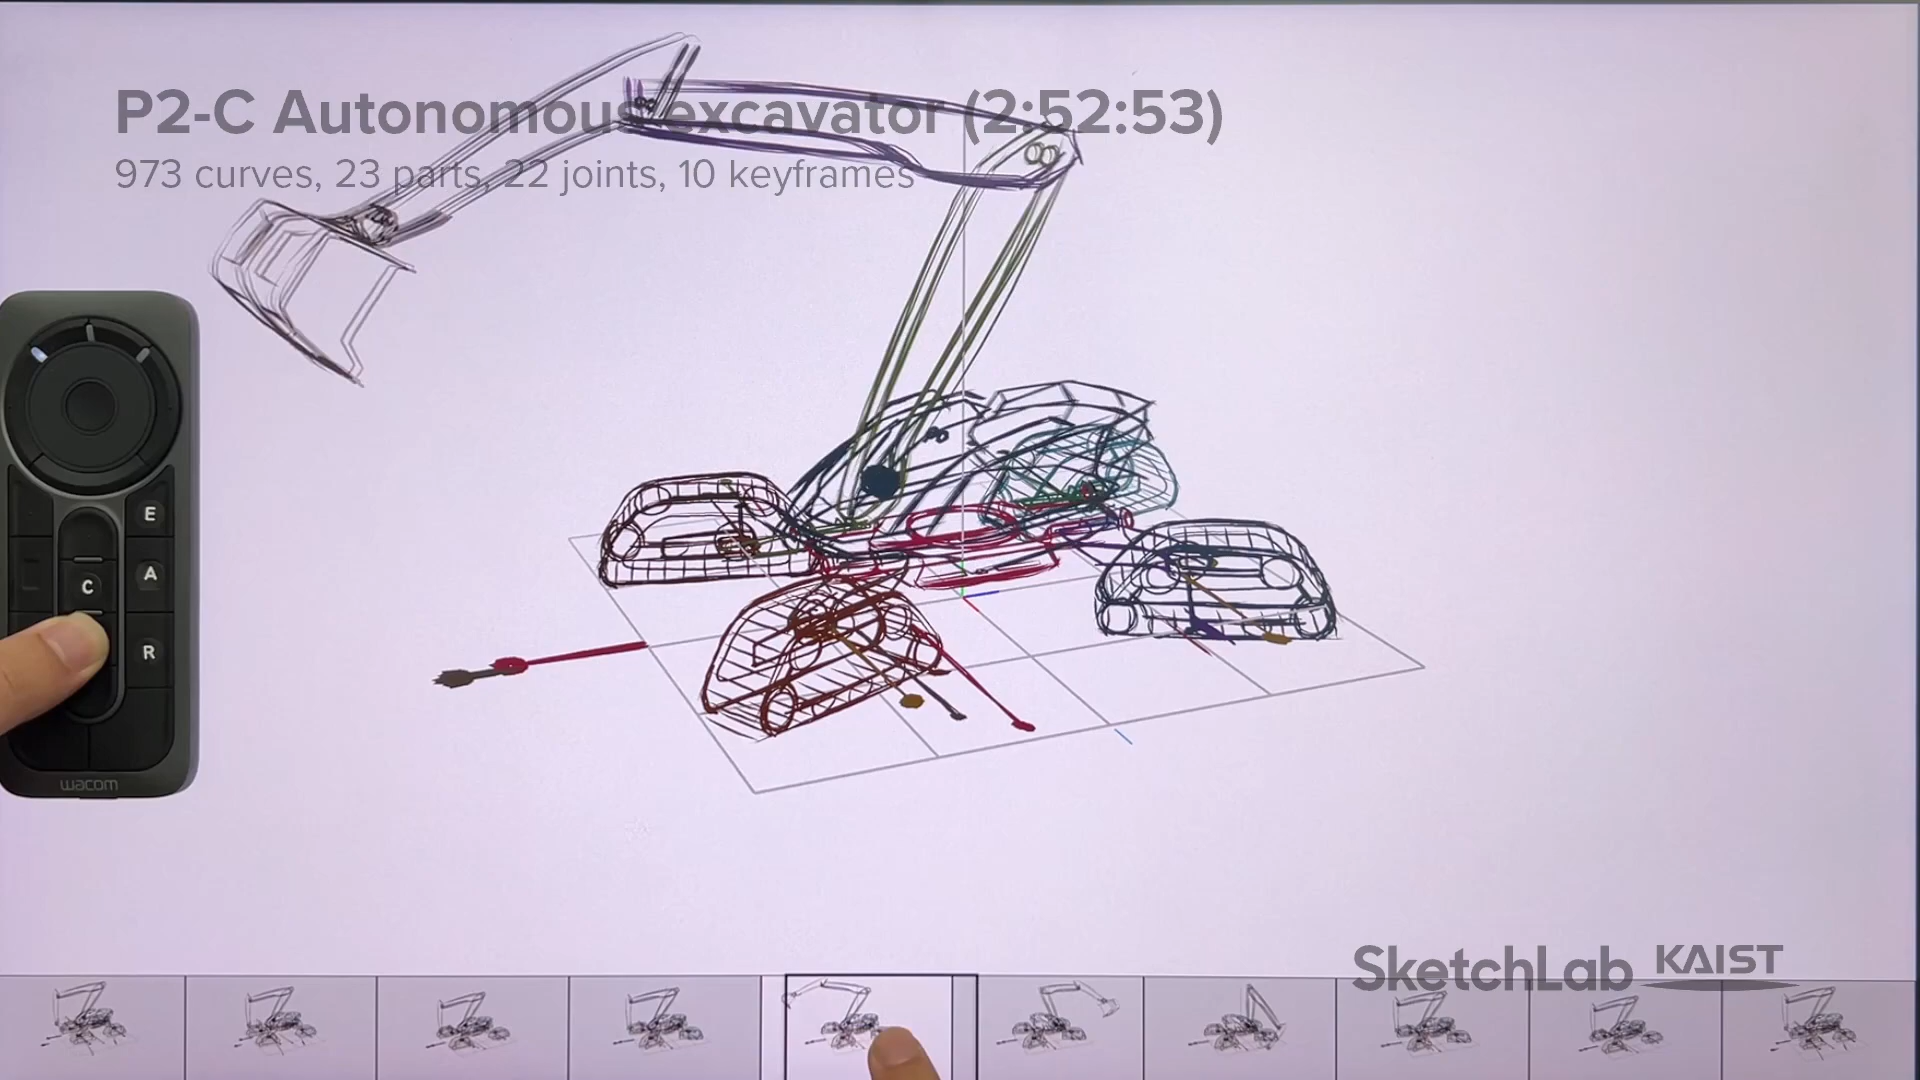 P2-C Autonomous excavator (2:52:53)
973 curves, 23 parts, 22 joints, 10 keyframes
E
A
C
R
wacom
SketchLab KAIST